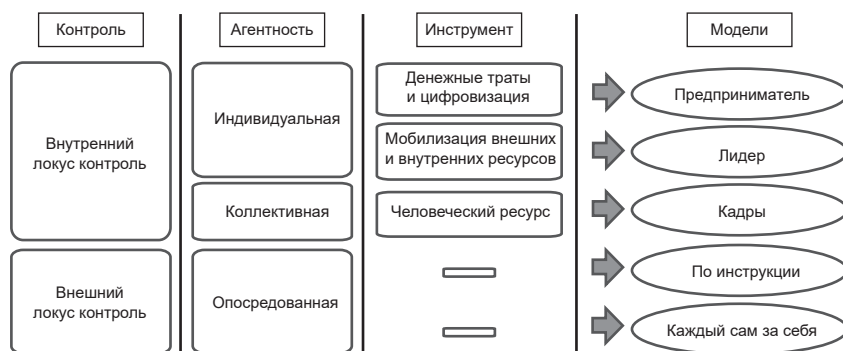 Контроль
Агентность
Инструмент
Модели
Внутренний
локус контроль
Внешний
локус контроль
Индивидуальная
Коллективная
Опосредованная
Денежные траты
и цифровизация
Мобилизация внешних
и внутренних ресурсов
Человеческий ресурс
Предприниматель
Лидер
Кадры
По инструкции
Каждый сам за себя